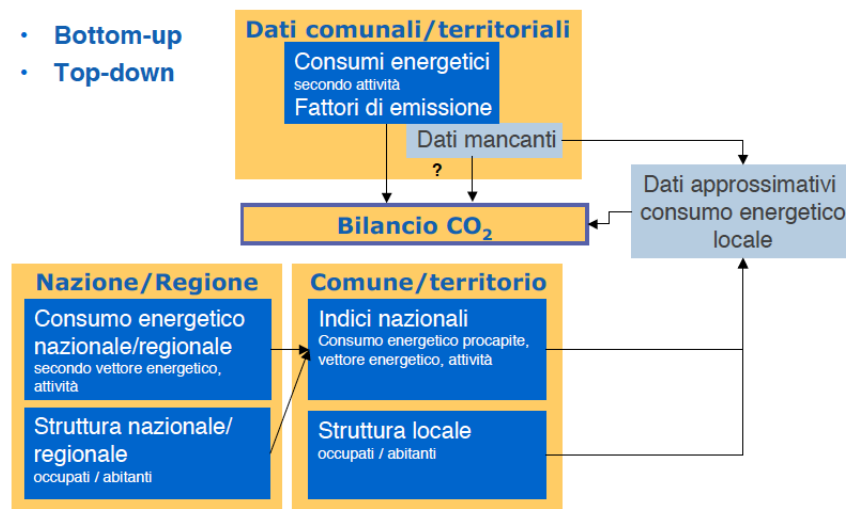 • Bottom-up
• Top-down
Dati comunali/territoriali
Consumi energetici
secondo attività
Fattori di emissione
Dati mancanti
?
Dati approssimativi
consumo energetico
locale
Bilancio CO₂
Nazione/Regione
Consumo energetico
nazionale/regionale
secondo vettore energetico,
attività
Struttura nazionale/
regionale
occupati / abitanti
Comune/territorio
Indici nazionali
Consumo energetico procapite,
vettore energetico, attività
Struttura locale
occupati / abitanti